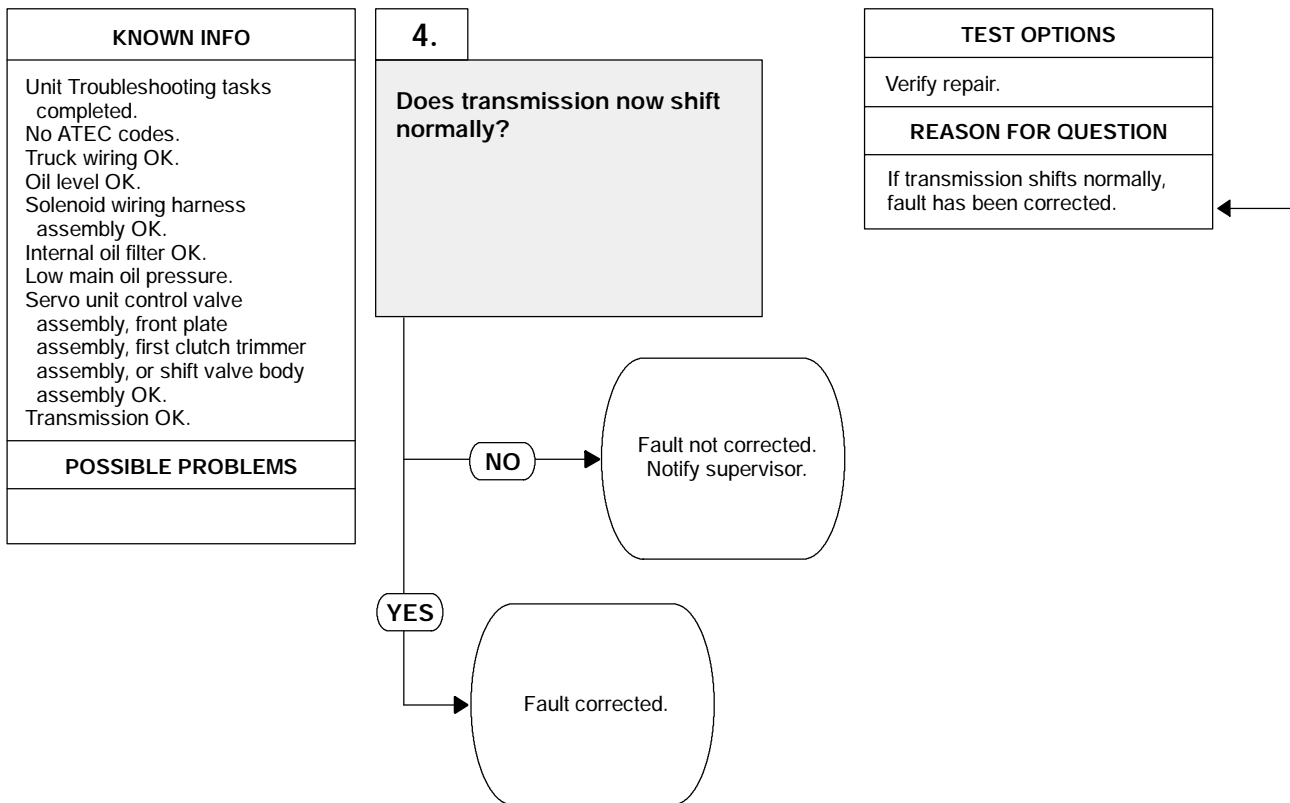 KNOWN INFO
Unit Troubleshooting tasks
completed.
No ATEC codes.
Truck wiring OK.
Oil level OK.
Solenoid wiring harness
assembly OK.
Internal oil filter OK.
Low main oil pressure.
Servo unit control valve
assembly, front plate
assembly, first clutch trimmer
assembly, or shift valve body
assembly OK.
Transmission OK.
POSSIBLE PROBLEMS
4.
Does transmission now shift
normally?
TEST OPTIONS
Verify repair.
REASON FOR QUESTION
If transmission shifts normally,
fault has been corrected.
NO
Fault not corrected.
Notify supervisor.
YES
Fault corrected.